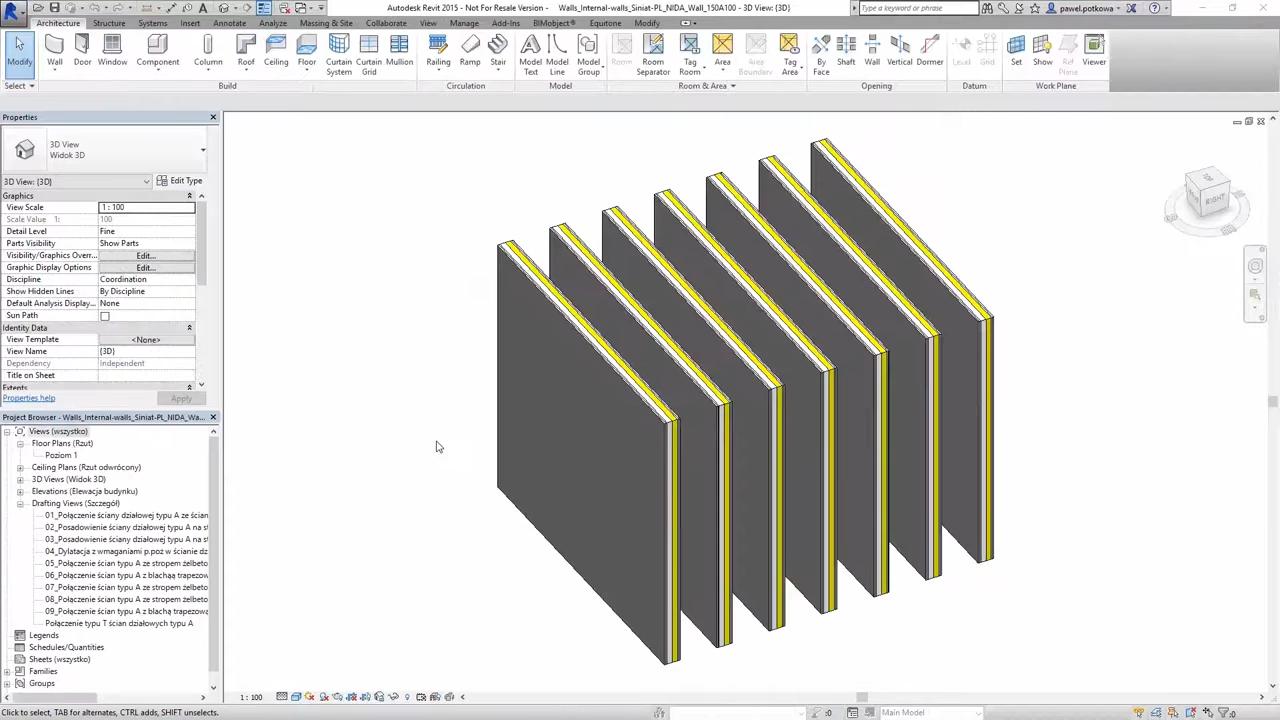 Autodesk Revit 2015 - Not For Resale Version - Walls_Internal-walls_Siniat-PL_NIDA_Wall_150A100 - 3D View: {3D}
Type a keyword or phrase
pawel.potkowa
Architecture Structure Systems Insert Annotate Analyze Massing & Site Collaborate View Manage Add-Ins BIMobject® Equitone Modify
Modify Wall Door Window Component Column Roof Ceiling Floor Curtain System Curtain Grid Mullion Railing Ramp Stair Model Text Model Line Model Group Room Room Separator Tag Room Area Area Boundary Tag Area By Face Shaft Wall Vertical Dormer Level Grid Set Show Ref Plane Viewer
Select Build Circulation Model Room & Area Opening Datum Work Plane
Properties
3D View
Widok 3D
3D View: {3D} Edit Type
Graphics
View Scale 1 : 100
Scale Value 1: 100
Detail Level Fine
Parts Visibility Show Parts
Visibility/Graphics Overr... Edit...
Graphic Display Options Edit...
Discipline Coordination
Show Hidden Lines By Discipline
Default Analysis Display... None
Sun Path
Identity Data
View Template <None>
View Name {3D}
Dependency Independent
Title on Sheet
Extents
Properties help Apply
Project Browser - Walls_Internal-walls_Siniat-PL_NIDA_Wa...
Views (wszystko)
Floor Plans (Rzut)
Poziom 1
Ceiling Plans (Rzut odwrócony)
3D Views (Widok 3D)
Elevations (Elewacja budynku)
Drafting Views (Szczegół)
01_Połączenie ściany działowej typu A ze st
02_Posadowienie ściany działowej typu A na st
03_Posadowienie ściany działowej typu A na st
04_Dylatacja z wmaganiami p.poż w ścianie dz
05_Połączenie ścian typu A ze stropem żelbeto
06_Połączenie ścian typu A z blachąą trapezow
07_Połączenie ścian typu A ze stropem żelbeto
08_Połączenie ścian typu A ze stropem żelbeto
09_Połączenie ścian typu A z blachą trapezowa
Połączenie typu T ścian działowych typu A
Legends
Schedules/Quantities
Sheets (wszystko)
Families
Groups
TOP
RIGHT
1 : 100
Click to select, TAB for alternates, CTRL adds, SHIFT unselects.
:0
Main Model
:0